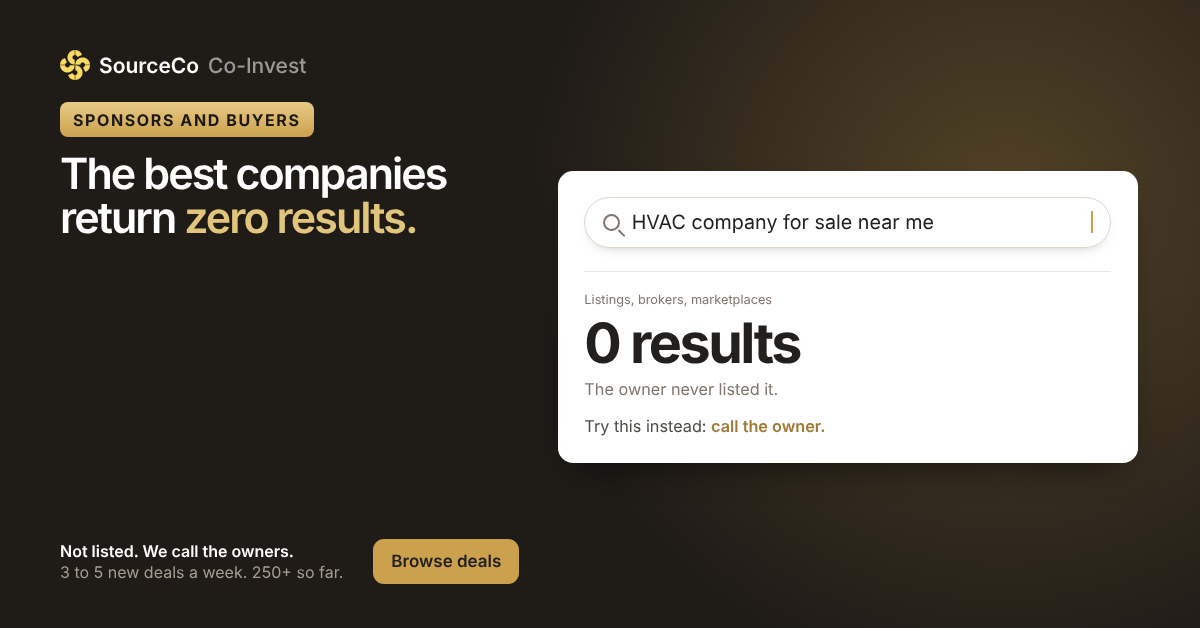 SourceCo Co-Invest
SPONSORS AND BUYERS
The best companies
return zero results.
HVAC company for sale near me
Listings, brokers, marketplaces
0 results
The owner never listed it.
Try this instead: call the owner.
Not listed. We call the owners.
3 to 5 new deals a week. 250+ so far.
Browse deals